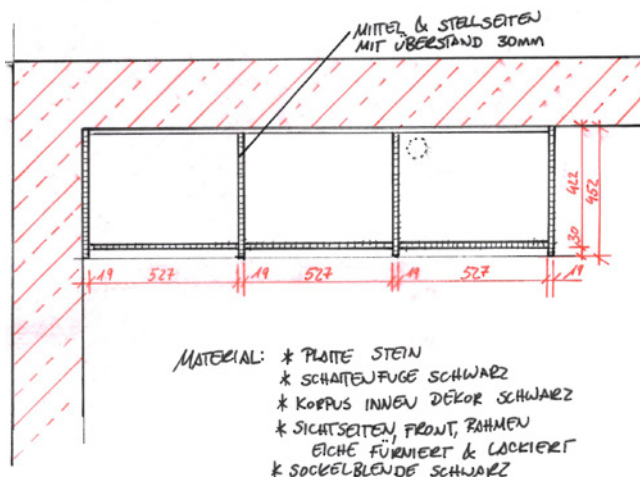 MITTEL & STELLSEITEN
MIT ÜBERSTAND 30MM
422
452
30
19 527 19 527 19 527 19
MATERIAL: * PLATTE STEIN
* SCHATTENFUGE SCHWARZ
* KORPUS INNEN DEKOR SCHWARZ
* SICHTSEITEN, FRONT, RAHMEN
EICHE FURNIERT & LACKIERT
* SOCKELBLENDE SCHWARZ